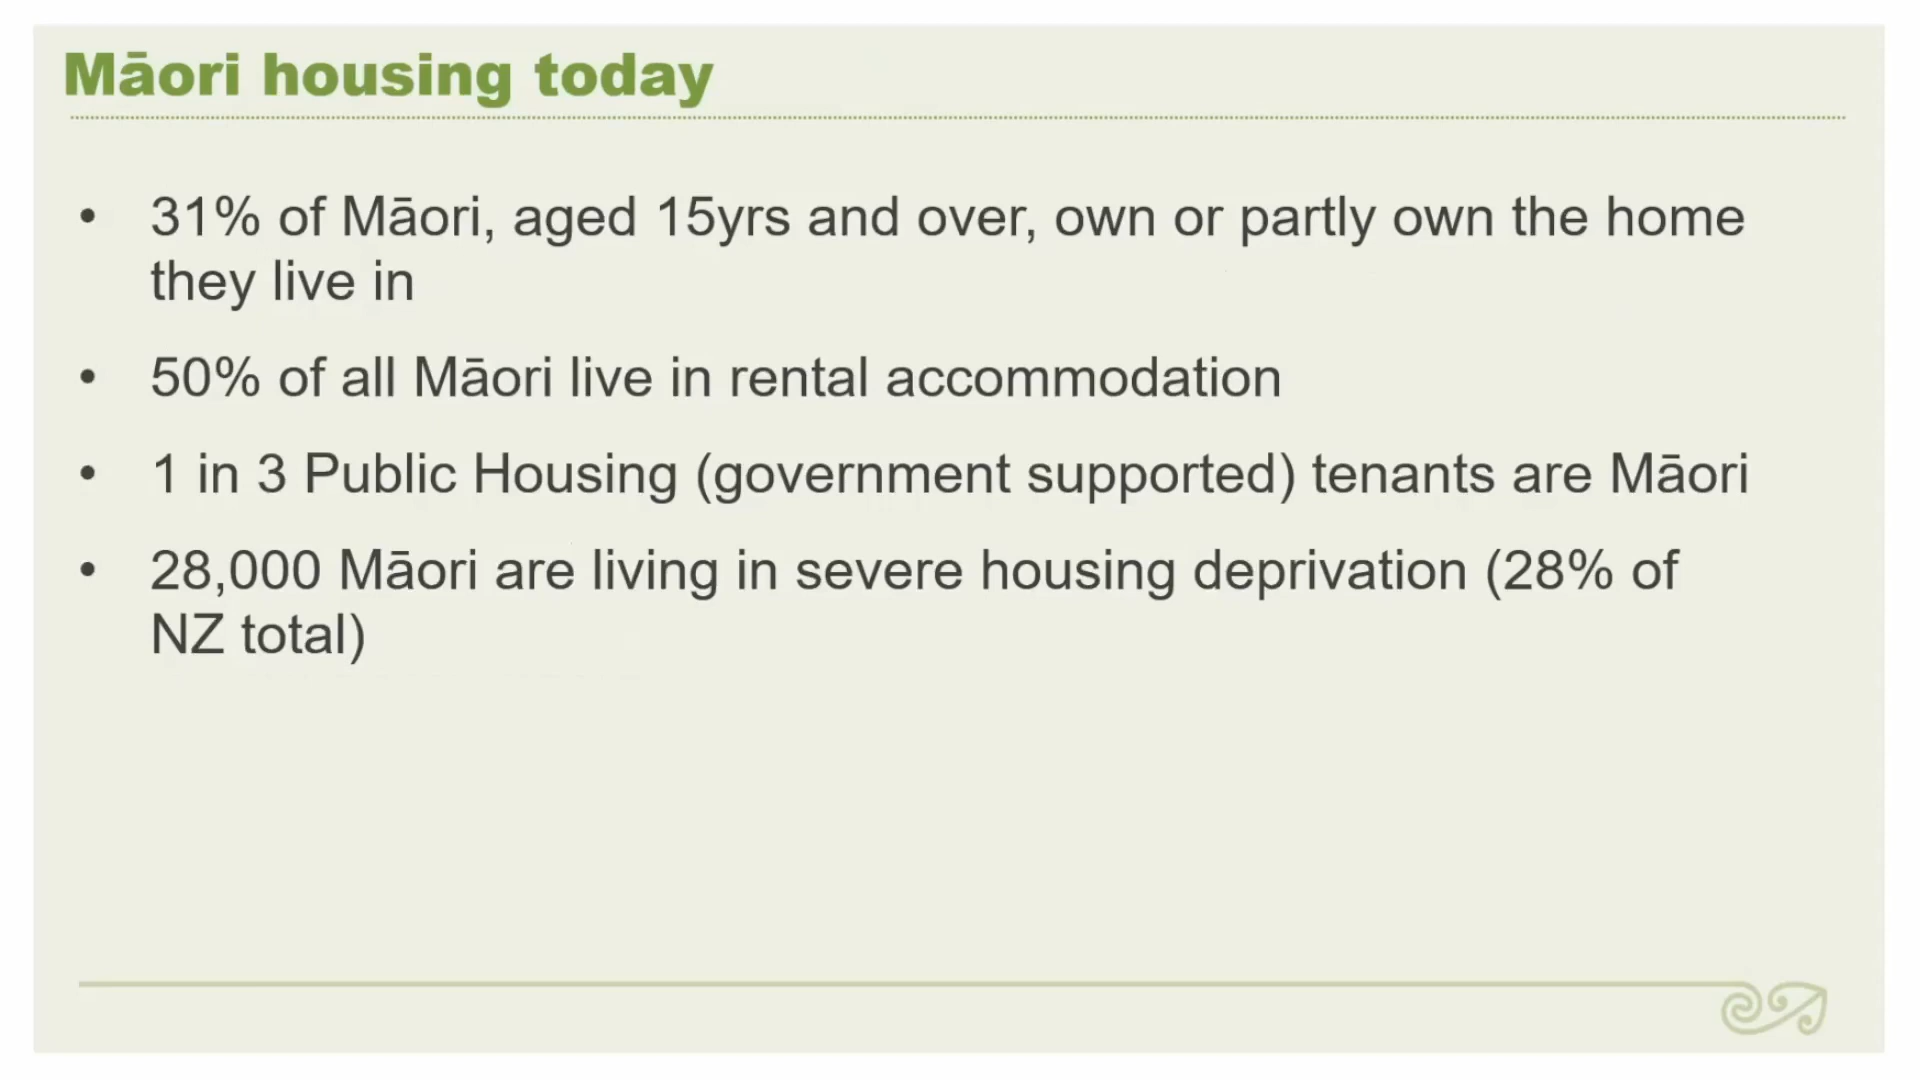 Māori housing today
• 31% of Māori, aged 15yrs and over, own or partly own the home
they live in
• 50% of all Māori live in rental accommodation
• 1 in 3 Public Housing (government supported) tenants are Māori
• 28,000 Māori are living in severe housing deprivation (28% of
NZ total)